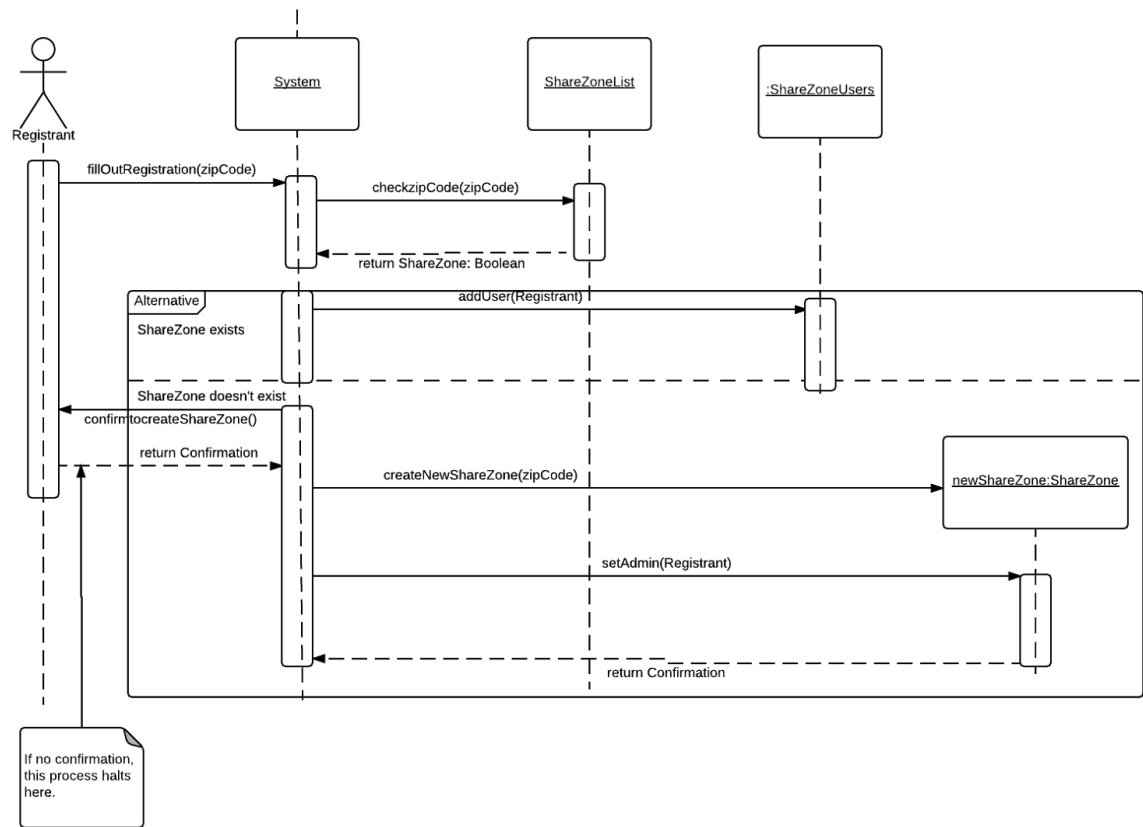 System
ShareZoneList
:ShareZoneUsers
Registrant
fillOutRegistration(zipCode)
checkzipCode(zipCode)
return ShareZone: Boolean
Alternative
addUser(Registrant)
ShareZone exists
ShareZone doesn't exist
confirmtocreateShareZone()
return Confirmation
createNewShareZone(zipCode)
newShareZone:ShareZone
setAdmin(Registrant)
return Confirmation
If no confirmation,
this process halts
here.